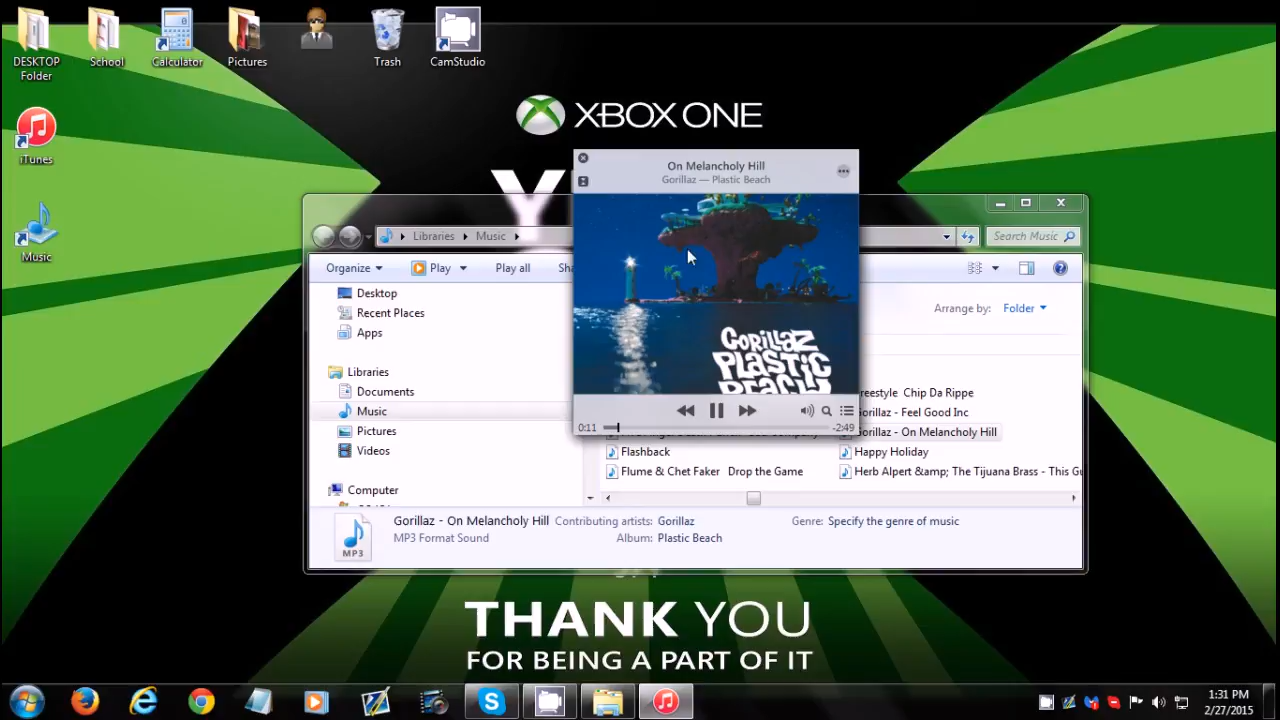 DESKTOP Folder
School
Calculator
Pictures
Trash
CamStudio
iTunes
Music
XBOX ONE
Y
On Melancholy Hill
Gorillaz — Plastic Beach
Libraries
Music
Search Music
Organize
Play
Play all
Desktop
Recent Places
Apps
Arrange by: Folder
Libraries
Documents
Music
Pictures
Videos
Computer
GORILLAZ
PLASTIC
BEACH
0:11
-2:49
Freestyle Chip Da Rippe
Gorillaz - Feel Good Inc
Gorillaz - On Melancholy Hill
Flashback
Happy Holiday
Flume & Chet Faker Drop the Game
Herb Alpert &amp; The Tijuana Brass - This Gu
Gorillaz - On Melancholy Hill
MP3 Format Sound
Contributing artists: Gorillaz
Album: Plastic Beach
Genre: Specify the genre of music
MP3
THANK YOU
FOR BEING A PART OF IT
1:31 PM
2/27/2015